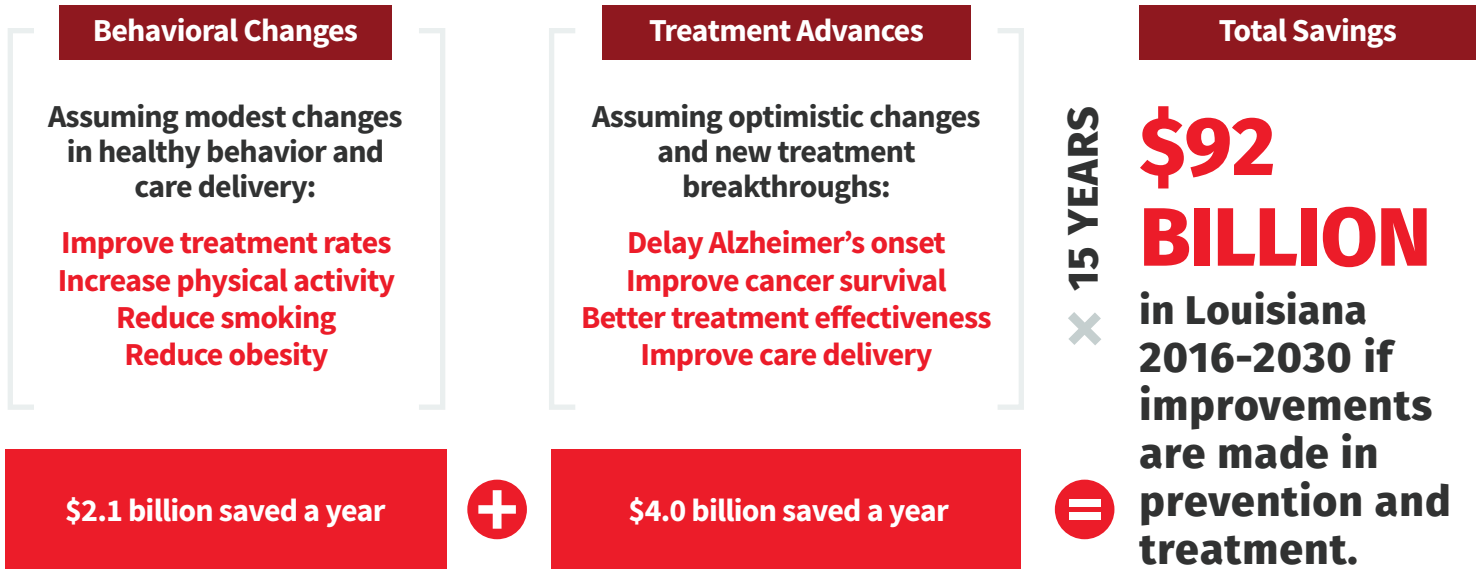 Behavioral Changes
Assuming modest changes
in healthy behavior and
care delivery:
Improve treatment rates
Increase physical activity
Reduce smoking
Reduce obesity
$2.1 billion saved a year
+
Treatment Advances
Assuming optimistic changes
and new treatment
breakthroughs:
Delay Alzheimer’s onset
Improve cancer survival
Better treatment effectiveness
Improve care delivery
$4.0 billion saved a year
× 15 YEARS
=
Total Savings
$92
BILLION
in Louisiana
2016-2030 if
improvements
are made in
prevention and
treatment.